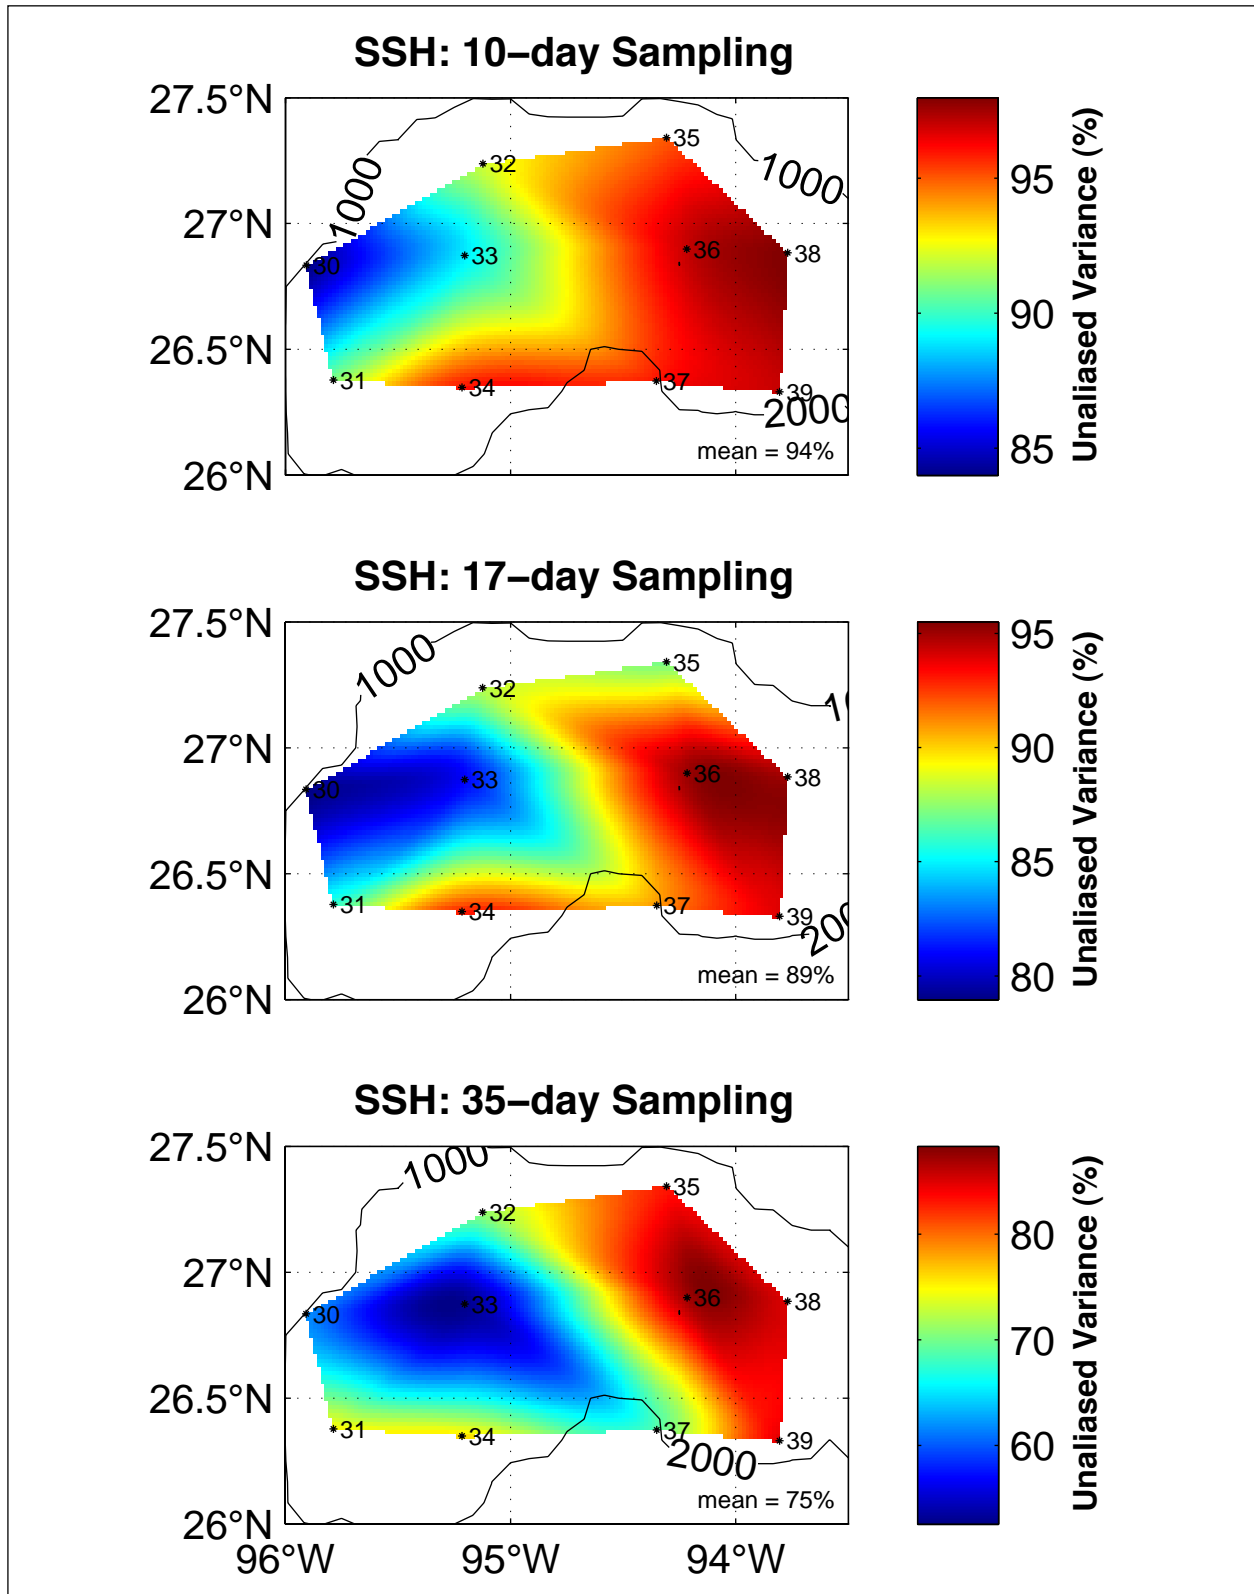 SSH: 10–day Sampling
27.5°N
27°N
26.5°N
26°N
1000
1000
2000
30
31
32
33
34
35
36
37
38
39
mean = 94%
95
90
85
Unaliased Variance (%)
SSH: 17–day Sampling
27.5°N
27°N
26.5°N
26°N
1000
30
31
32
33
34
35
36
37
38
39
mean = 89%
95
90
85
80
Unaliased Variance (%)
SSH: 35–day Sampling
27.5°N
27°N
26.5°N
26°N
1000
2000
30
31
32
33
34
35
36
37
38
39
mean = 75%
80
70
60
Unaliased Variance (%)
96°W
95°W
94°W